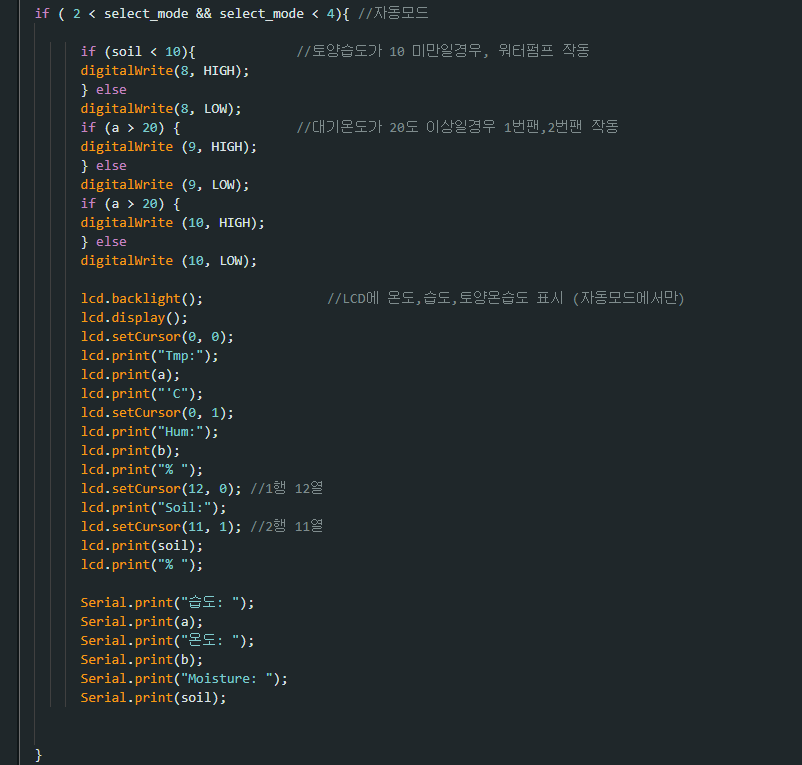 if ( 2 < select_mode && select_mode < 4){ //자동모드
if (soil < 10){ //토양습도가 10 미만일경우, 워터펌프 작동
digitalWrite(8, HIGH);
} else
digitalWrite(8, LOW);
if (a > 20) { //대기온도가 20도 이상일경우 1번팬,2번팬 작동
digitalWrite (9, HIGH);
} else
digitalWrite (9, LOW);
if (a > 20) {
digitalWrite (10, HIGH);
} else
digitalWrite (10, LOW);
lcd.backlight(); //LCD에 온도,습도,토양온습도 표시 (자동모드에서만)
lcd.display();
lcd.setCursor(0, 0);
lcd.print("Tmp:");
lcd.print(a);
lcd.print("'C");
lcd.setCursor(0, 1);
lcd.print("Hum:");
lcd.print(b);
lcd.print("% ");
lcd.setCursor(12, 0); //1행 12열
lcd.print("Soil:");
lcd.setCursor(11, 1); //2행 11열
lcd.print(soil);
lcd.print("% ");
Serial.print("습도: ");
Serial.print(a);
Serial.print("온도: ");
Serial.print(b);
Serial.print("Moisture: ");
Serial.print(soil);
}